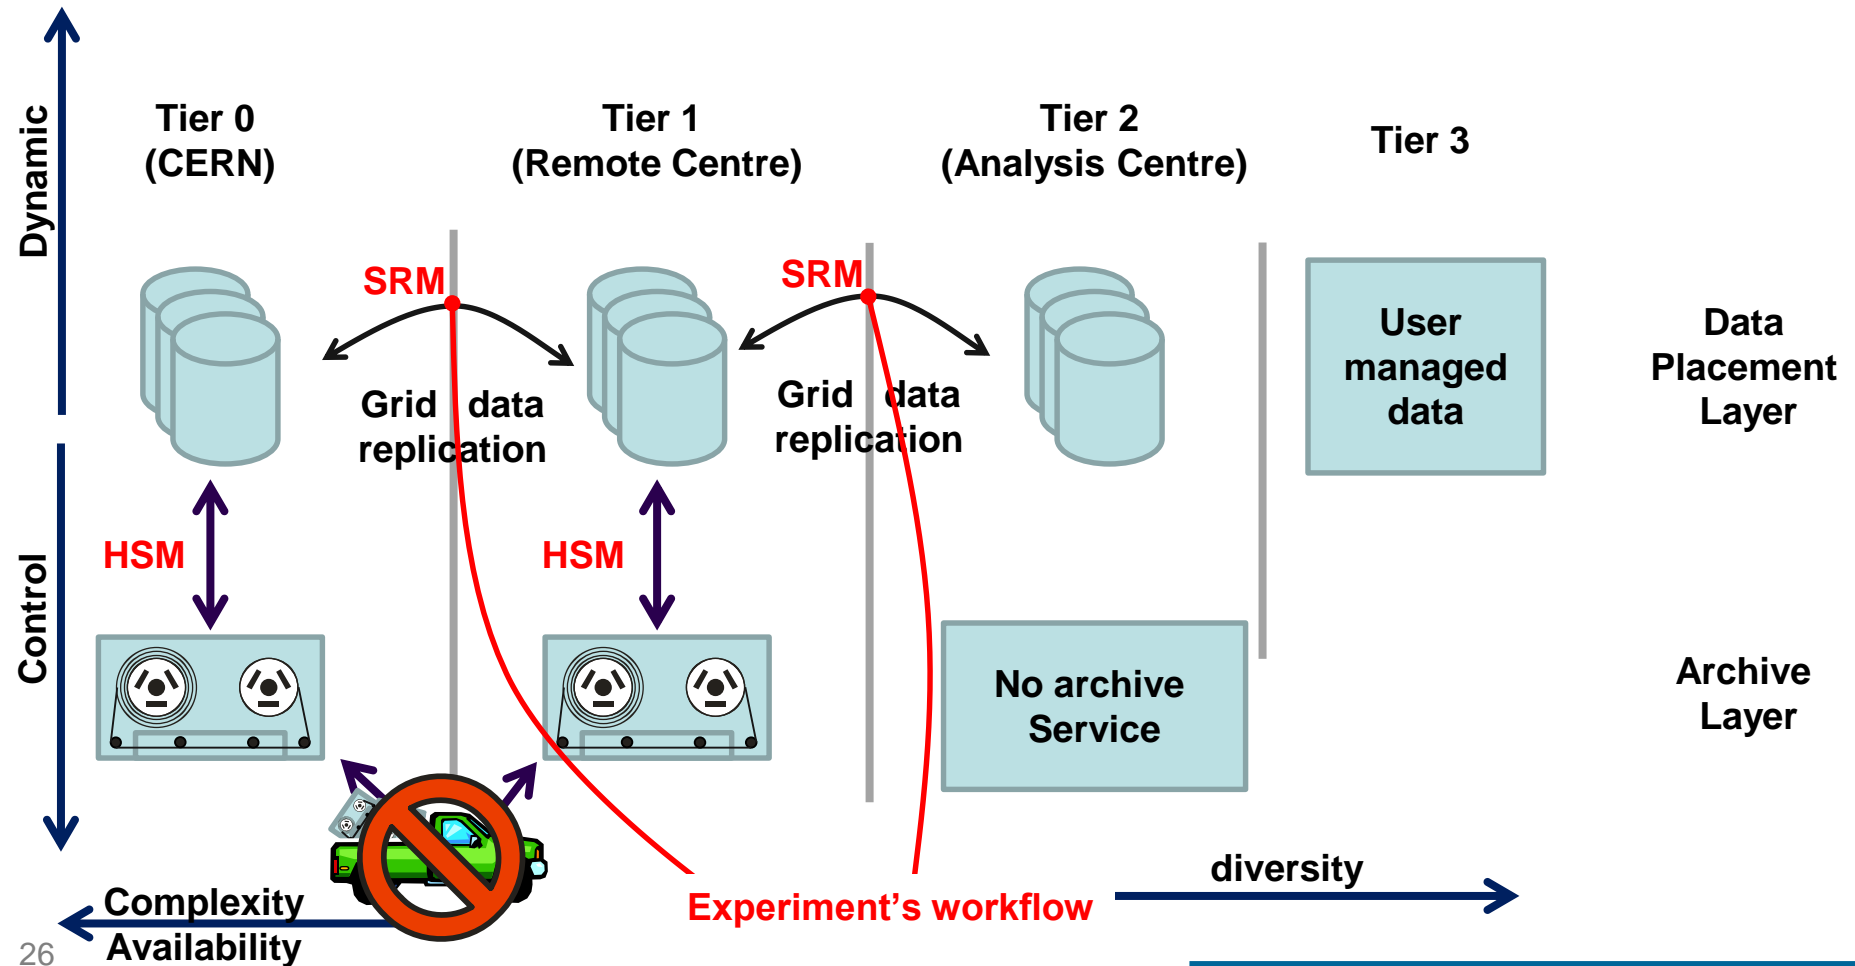 Dynamic
Tier 0
(CERN)
Tier 1
(Remote Centre)
Tier 2
(Analysis Centre)
Tier 3
SRM
SRM
Grid data
replication
Grid data
replication
User
managed
data
Data
Placement
Layer
Control
HSM
HSM
No archive
Service
Archive
Layer
Complexity
Availability
Experiment’s workflow
diversity
26